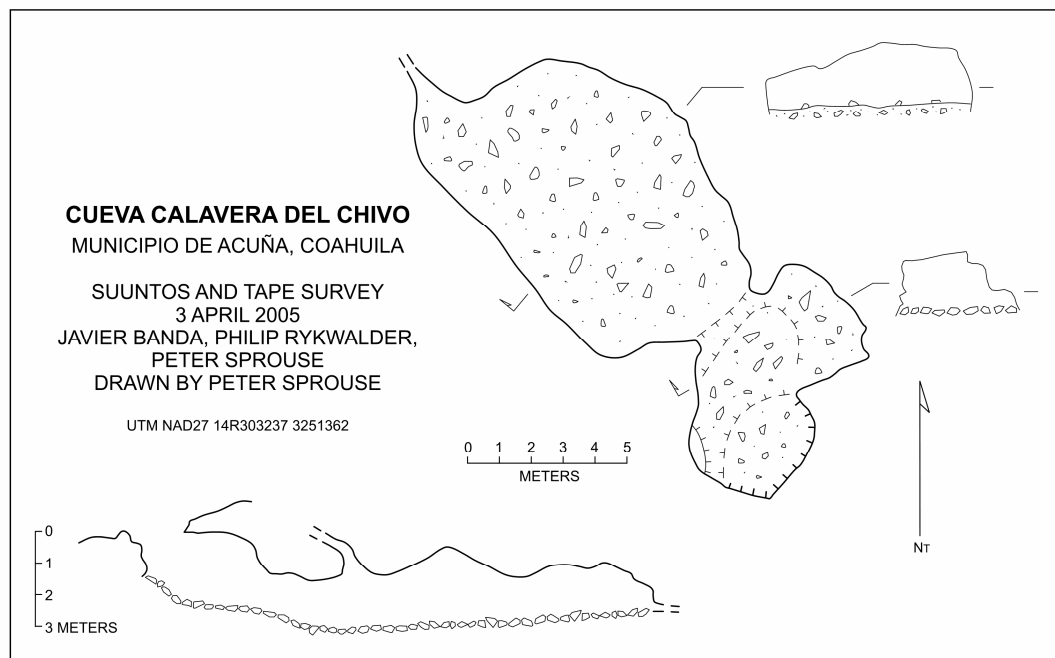 CUEVA CALAVERA DEL CHIVO
MUNICIPIO DE ACUÑA, COAHUILA
SUUNTOS AND TAPE SURVEY
3 APRIL 2005
JAVIER BANDA, PHILIP RYKWALDER,
PETER SPROUSE
DRAWN BY PETER SPROUSE
UTM NAD27 14R303237 3251362
0 1 2 3 4 5
METERS
NT
0
1
2
3 METERS